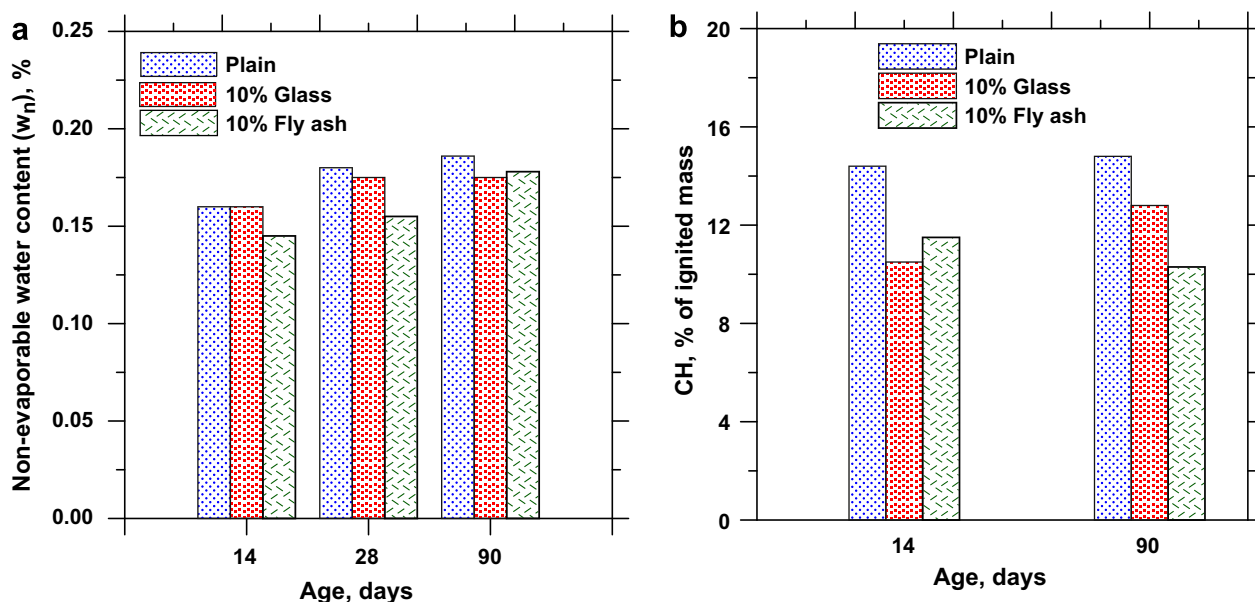 a
Non-evaporable water content (wn), %
0.25
0.20
0.15
0.10
0.05
0.00
Plain
10% Glass
10% Fly ash
14
28
90
Age, days
b
CH, % of ignited mass
20
16
12
8
4
0
Plain
10% Glass
10% Fly ash
14
90
Age, days